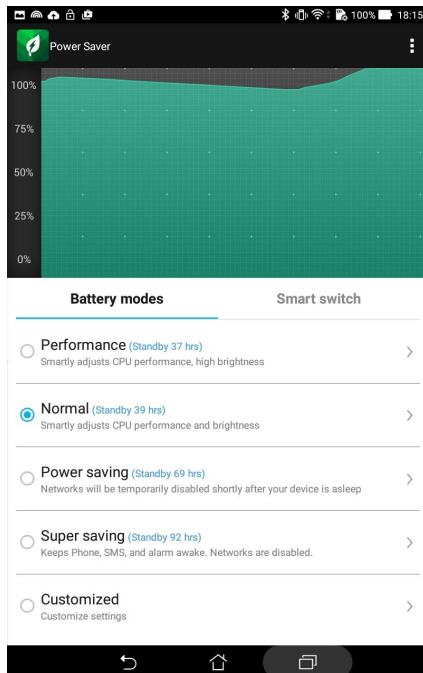 100% 18:15
Power Saver
100%
75%
50%
25%
0%
Battery modes Smart switch
Performance (Standby 37 hrs)
Smartly adjusts CPU performance, high brightness
Normal (Standby 39 hrs)
Smartly adjusts CPU performance and brightness
Power saving (Standby 69 hrs)
Networks will be temporarily disabled shortly after your device is asleep
Super saving (Standby 92 hrs)
Keeps Phone, SMS, and alarm awake. Networks are disabled.
Customized
Customize settings